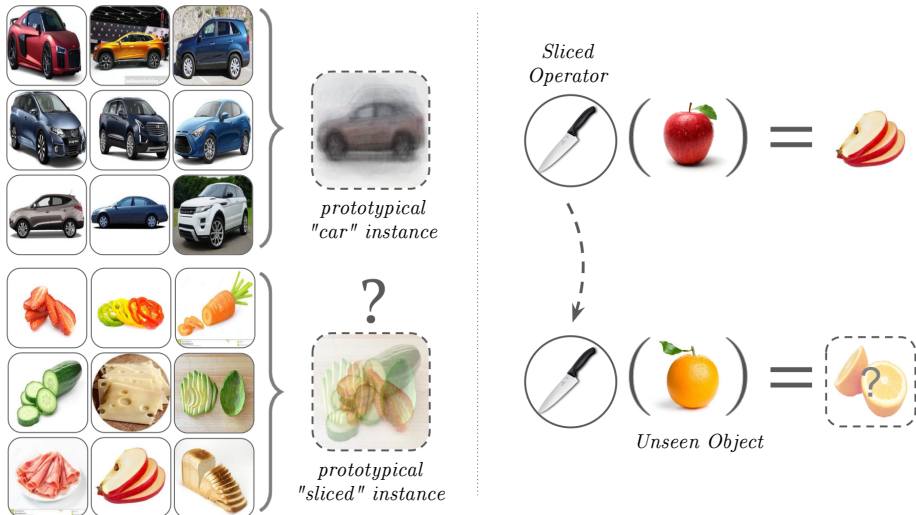 prototypical
"car" instance
?
prototypical
"sliced" instance
Sliced
Operator
( ) =
( ) = ?
Unseen Object